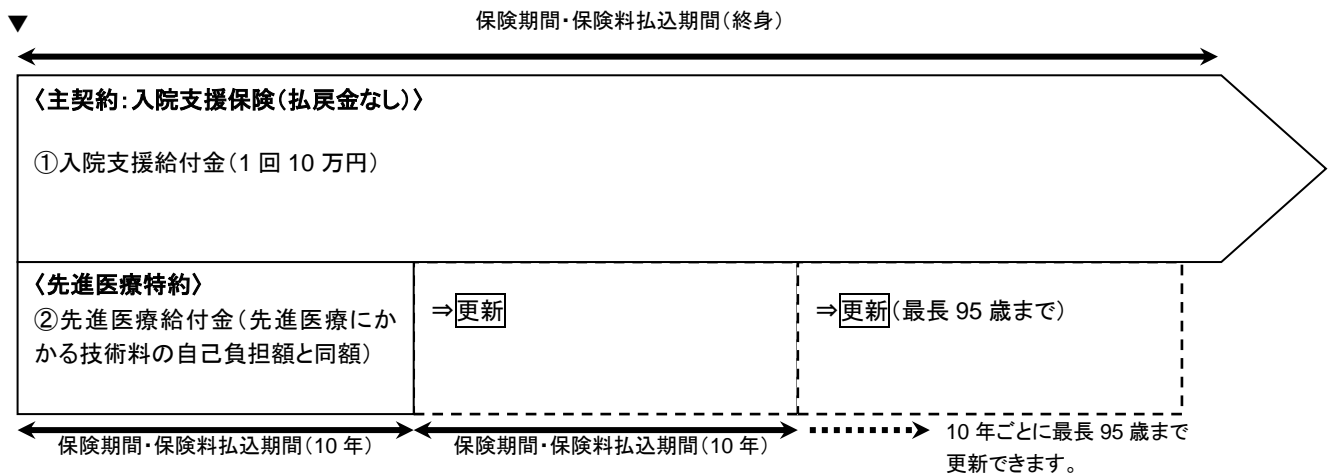 ▼
保険期間・保険料払込期間（終身）
〈主契約：入院支援保険（払戻金なし）〉
①入院支援給付金（1 回 10 万円）
〈先進医療特約〉
②先進医療給付金（先進医療にか
かる技術料の自己負担額と同額）
⇒更新
⇒更新（最長 95 歳まで）
保険期間・保険料払込期間（10 年）
保険期間・保険料払込期間（10 年）
10 年ごとに最長 95 歳まで
更新できます。